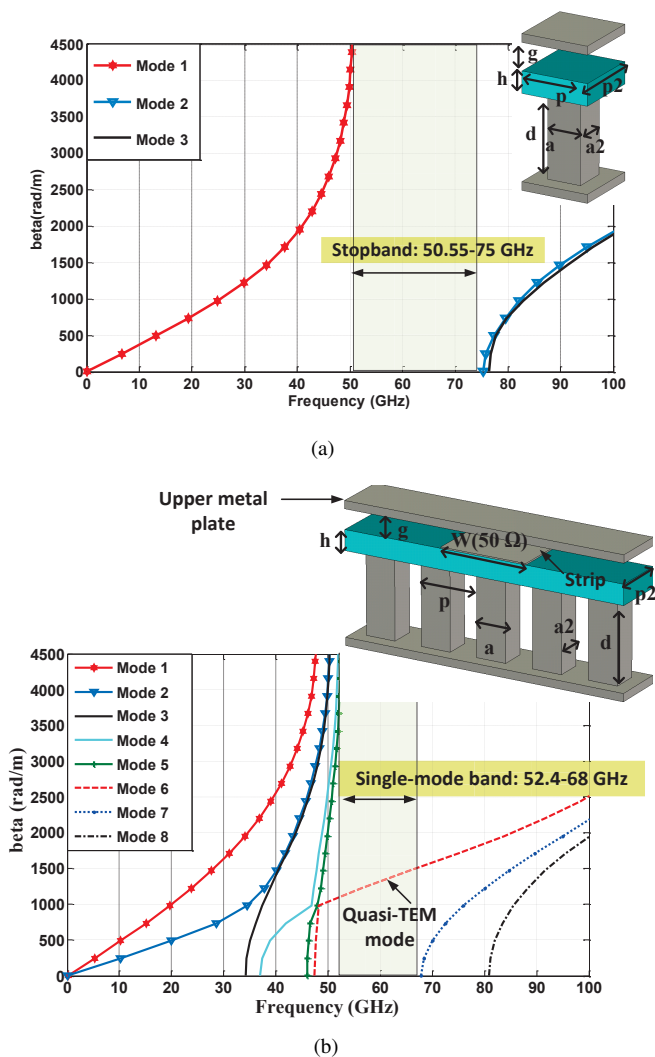 4500
4000
3500
3000
2500
2000
1500
1000
500
0
beta(rad/m)
Mode 1
Mode 2
Mode 3
g
h
p
p2
d
a
a2
Stopband: 50.55-75 GHz
0 10 20 30 40 50 60 70 80 90 100
Frequency (GHz)
(a)
Upper metal
plate
g
h
W(50 Ω)
Strip
p
p2
a
a2
d
4500
4000
3500
3000
2500
2000
1500
1000
500
0
beta (rad/m)
Mode 1
Mode 2
Mode 3
Mode 4
Mode 5
Mode 6
Mode 7
Mode 8
Single-mode band: 52.4-68 GHz
Quasi-TEM
mode
0 10 20 30 40 50 60 70 80 90 100
Frequency (GHz)
(b)